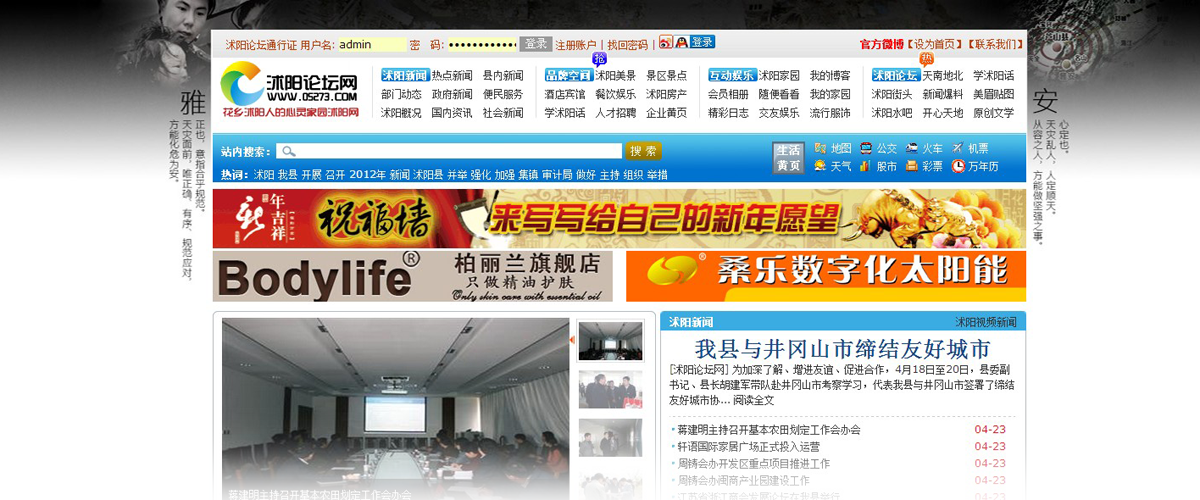 沭阳论坛通行证 用户名: admin 密 码: ●●●●●●●●●●● 登录 注册账户 | 找回密码 | 登录 官方微博【设为首页】【联系我们】
抢
热
沭阳论坛网
www.05273.com
花乡沭阳人的心灵家园沭阳网
沭阳新闻 热点新闻 县内新闻
部门动态 政府新闻 便民服务
沭阳概况 国内资讯 社会新闻
品牌空间 沭阳美景 景区景点
酒店宾馆 餐饮娱乐 沭阳房产
学沭阳话 人才招聘 企业黄页
互动娱乐 沭阳家园 我的博客
会员相册 随便看看 我的家园
精彩日志 交友娱乐 流行服饰
沭阳论坛 天南地北 学沭阳话
沭阳街头 新闻爆料 美眉贴图
沭阳水吧 开心天地 原创文学
雅
正也，意指合乎规范。
天灾面前，唯正确、有序、规范应对，
方能化危为安。
安
心定也。
天灾乱人，人定顺天。
从容之人，方能做坚强之事。
站内搜索： 搜 索
热词： 沭阳 我县 开展 召开 2012年 新闻 沭阳县 并举 强化 加强 集镇 审计局 做好 主持 组织 举措
生活
黄页
地图 公交 火车 机票
天气 股市 彩票 万年历
新年吉祥
祝福墙
来写写给自己的新年愿望
Bodylife®
柏丽兰旗舰店
只做精油护肤
Only skin care with essential oil
® 桑乐数字化太阳能
蒋建明主持召开基本农田划定工作会办会
沭阳新闻 沭阳视频新闻
我县与井冈山市缔结友好城市
[沭阳论坛网] 为加深了解、增进友谊、促进合作，4月18日至20日，县委副
书记、县长胡建军带队赴井冈山市考察学习，代表我县与井冈山市签署了缔结
友好城市协... 阅读全文
蒋建明主持召开基本农田划定工作会办会 04-23
轩语国际家居广场正式投入运营 04-23
周铸会办开发区重点项目推进工作 04-23
周铸会办闽商产业园建设工作 04-23
江苏省浙江商会发展论坛在我县举行 04-23